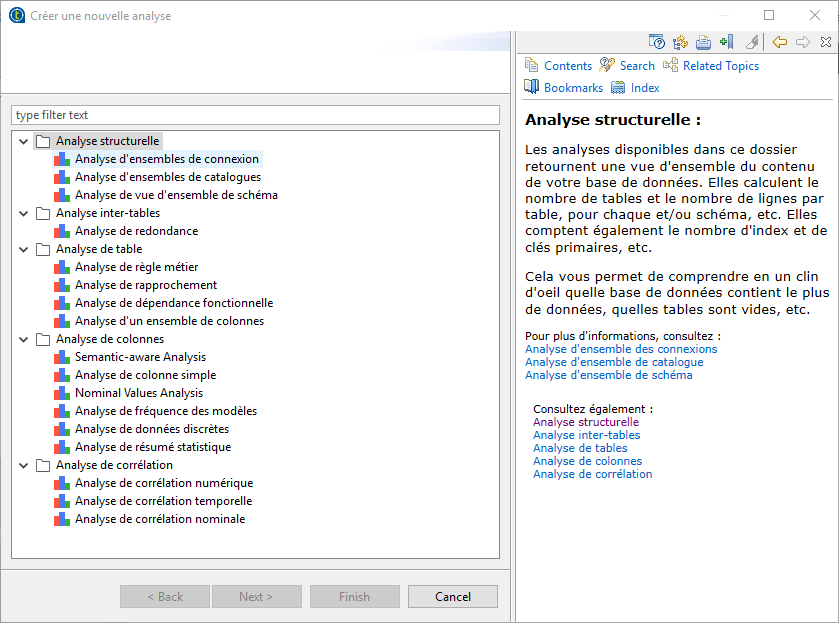 Créer une nouvelle analyse
type filter text
Analyse structurelle
Analyse d'ensembles de connexion
Analyse d'ensembles de catalogues
Analyse de vue d'ensemble de schéma
Analyse inter-tables
Analyse de redondance
Analyse de table
Analyse de règle métier
Analyse de rapprochement
Analyse de dépendance fonctionnelle
Analyse d'un ensemble de colonnes
Analyse de colonnes
Semantic-aware Analysis
Analyse de colonne simple
Nominal Values Analysis
Analyse de fréquence des modèles
Analyse de données discrètes
Analyse de résumé statistique
Analyse de corrélation
Analyse de corrélation numérique
Analyse de corrélation temporelle
Analyse de corrélation nominale
< Back Next > Finish Cancel
Contents Search Related Topics
Bookmarks Index
Analyse structurelle :
Les analyses disponibles dans ce dossier
retournent une vue d'ensemble du contenu
de votre base de données. Elles calculent le
nombre de tables et le nombre de lignes par
table, pour chaque et/ou schéma, etc. Elles
comptent également le nombre d'index et de
clés primaires, etc.
Cela vous permet de comprendre en un clin
d'oeil quelle base de données contient le plus
de données, quelles tables sont vides, etc.
Pour plus d'informations, consultez :
Analyse d'ensemble des connexions
Analyse d'ensemble de catalogue
Analyse d'ensemble de schéma
Consultez également :
Analyse structurelle
Analyse inter-tables
Analyse de tables
Analyse de colonnes
Analyse de corrélation